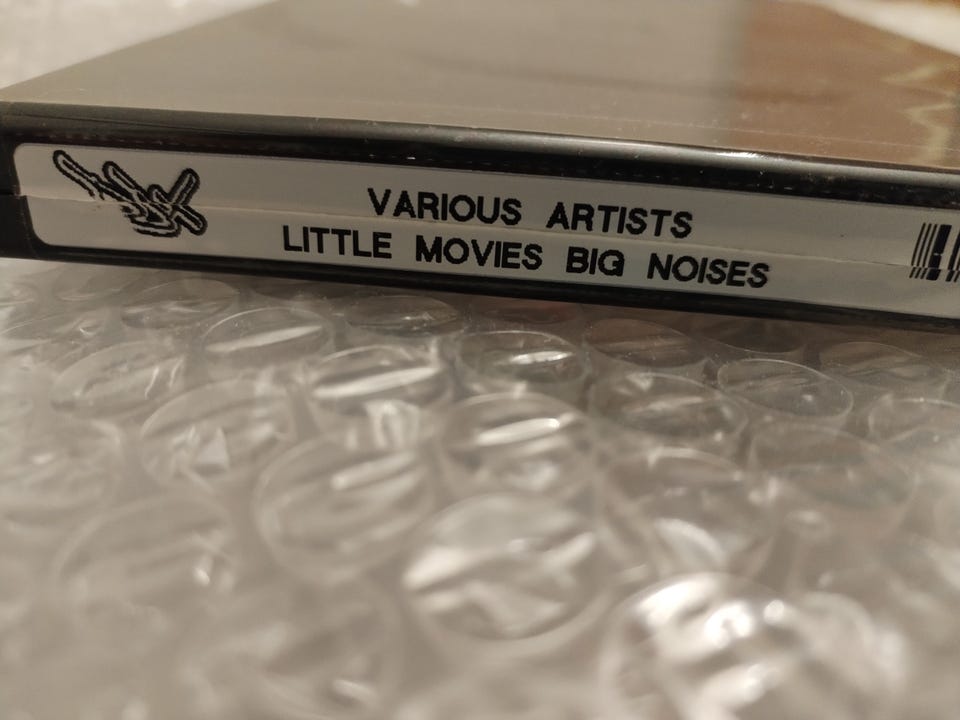 VARIOUS ARTISTS
LITTLE MOVIES BIG NOISES